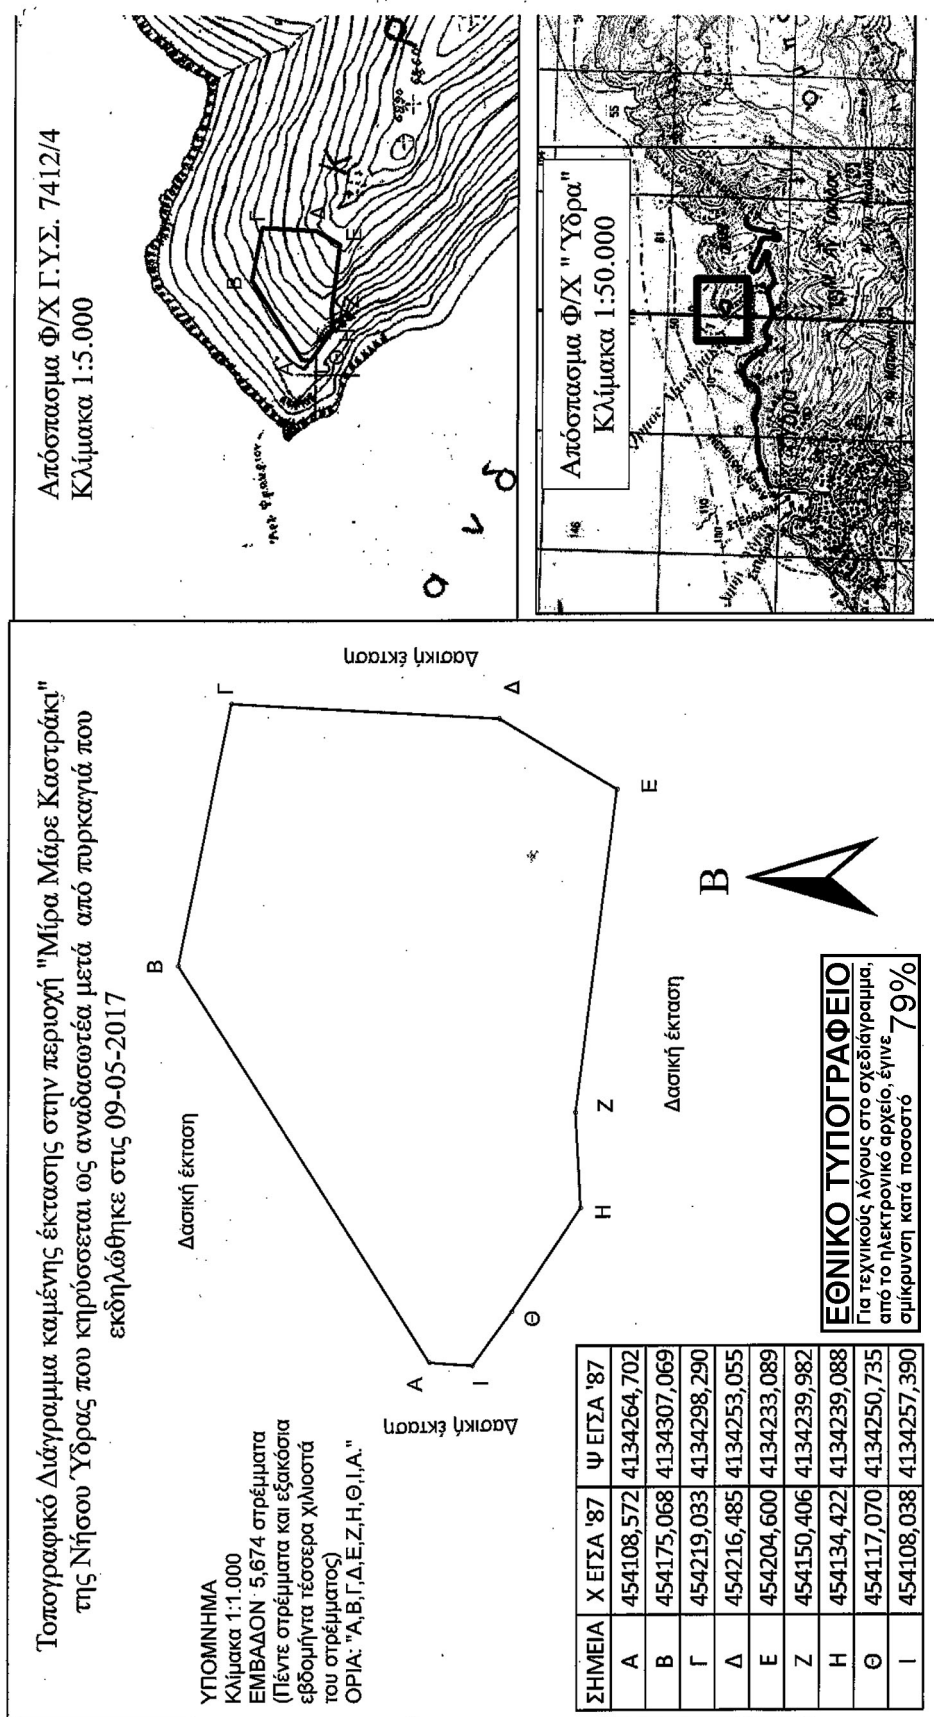 Τοπογραφικό Διάγραμμα καμένης έκτασης στην περιοχή "Μίρα Μάρε Καστράκι"
της Νήσου Ύδρας που κηρύσσεται ως αναδασωτέα μετά από πυρκαγιά που
εκδηλώθηκε στις 09-05-2017
ΥΠΟΜΝΗΜΑ
Κλίμακα 1:1.000
ΕΜΒΑΔΟΝ 5,674 στρέμματα
(Πέντε στρέμματα και εξακόσια
εβδομήντα τέσσερα χιλιοστά
του στρέμματος)
ΟΡΙΑ: "Α,Β,Γ,Δ,Ε,Ζ,Η,Θ,Ι,Α."
Δασική έκταση
Δασική έκταση
Δασική έκταση
Δασική έκταση
Α
Β
Γ
Δ
Ε
Ζ
Η
Θ
Ι
Β
ΣΗΜΕΙΑ Χ ΕΓΣΑ '87 Ψ ΕΓΣΑ '87
Α 454108,572 4134264,702
Β 454175,068 4134307,069
Γ 454219,033 4134298,290
Δ 454216,485 4134253,055
Ε 454204,600 4134233,089
Ζ 454150,406 4134239,982
Η 454134,422 4134239,088
Θ 454117,070 4134250,735
Ι 454108,038 4134257,390
ΕΘΝΙΚΟ ΤΥΠΟΓΡΑΦΕΙΟ
Για τεχνικούς λόγους στο σχεδιάγραμμα,
από το ηλεκτρονικό αρχείο, έγινε
σμίκρυνση κατά ποσοστό 79%
Απόσπασμα Φ/Χ Γ.Υ.Σ. 7412/4
Κλίμακα 1:5.000
Α
Β
Γ
Δ
Ε
Ζ
Κ
Απόσπασμα Φ/Χ "Ύδρα"
Κλίμακα 1:50.000
146
55
81